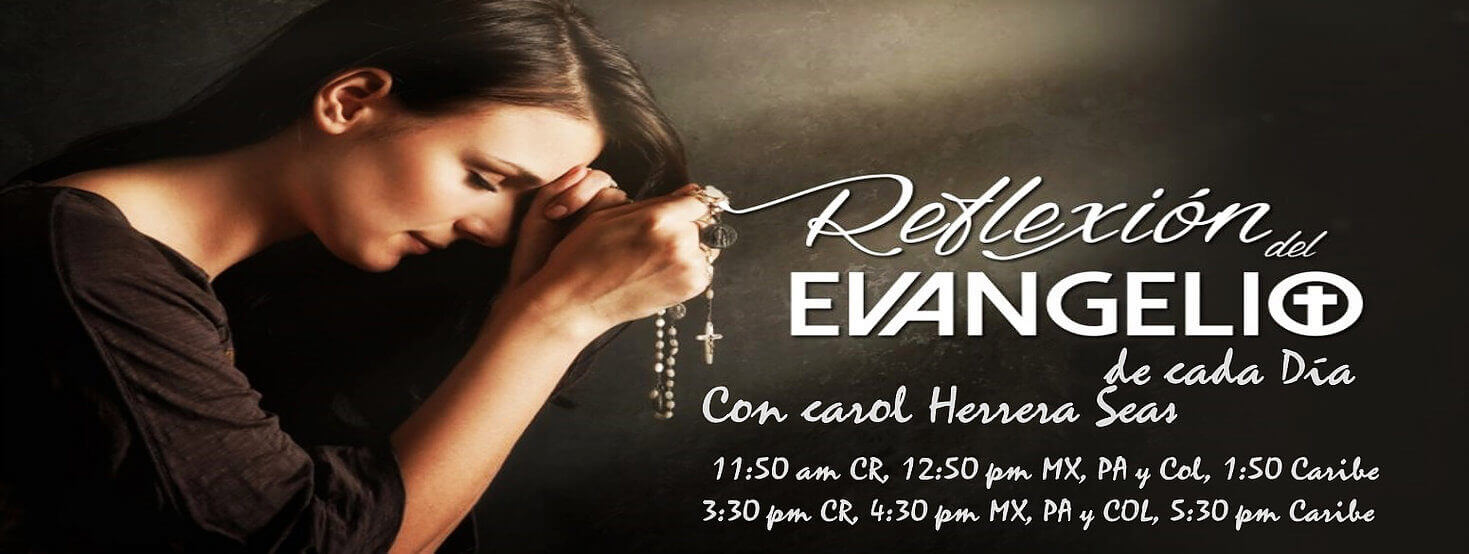 Reflexión del
EVANGELIO
de cada Día
Con carol Herrera Seas
11:50 am CR, 12:50 pm MX, PA y Col, 1:50 Caribe
3:30 pm CR, 4:30 pm MX, PA y COL, 5:30 pm Caribe